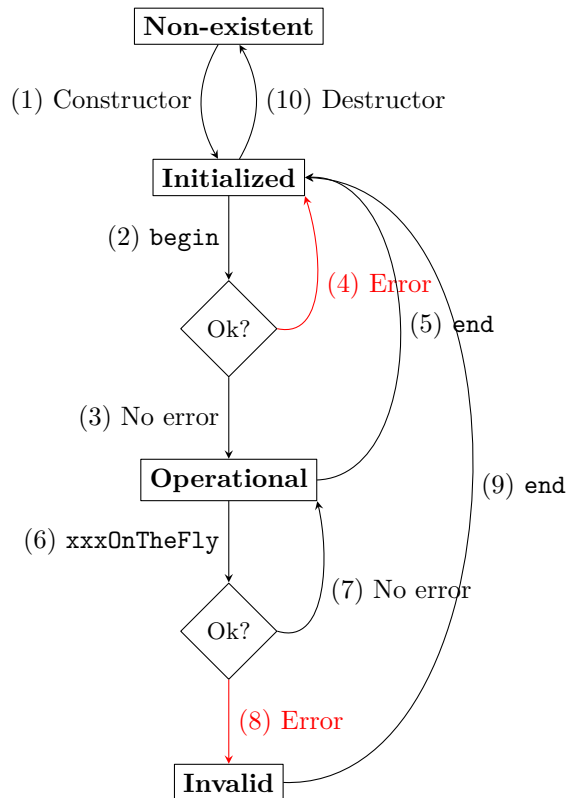 Non-existent
(1) Constructor
(10) Destructor
Initialized
(2) begin
(4) Error
Ok?
(5) end
(3) No error
Operational
(9) end
(6) xxxOnTheFly
(7) No error
Ok?
(8) Error
Invalid